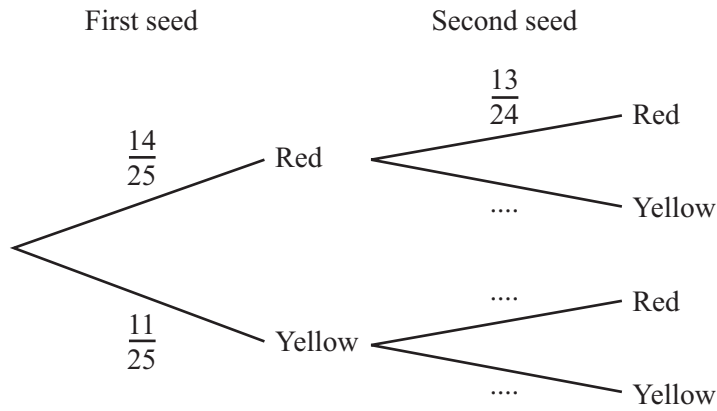 First seed
Second seed
13
24
Red
14
25
Red
Yellow
....
....
Red
11
25
Yellow
....
Yellow